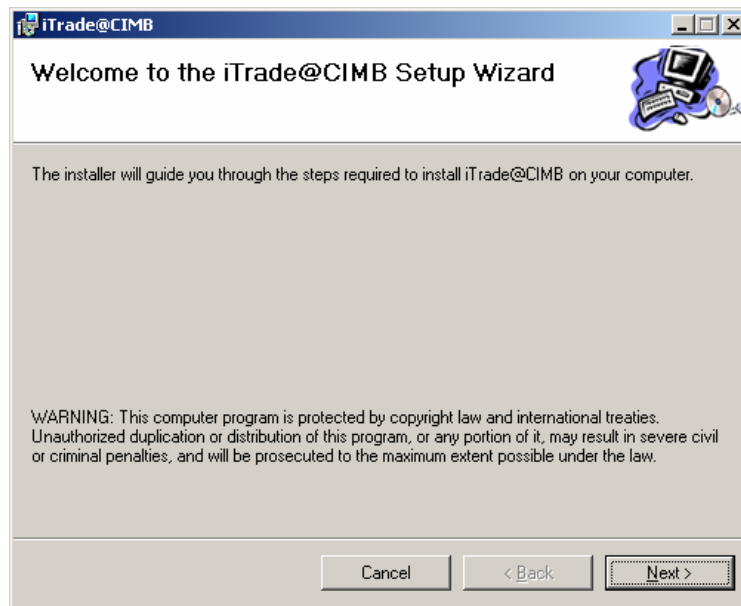 iTrade@CIMB
Welcome to the iTrade@CIMB Setup Wizard
The installer will guide you through the steps required to install iTrade@CIMB on your computer.
WARNING: This computer program is protected by copyright law and international treaties.
Unauthorized duplication or distribution of this program, or any portion of it, may result in severe civil
or criminal penalties, and will be prosecuted to the maximum extent possible under the law.
Cancel
< Back
Next >